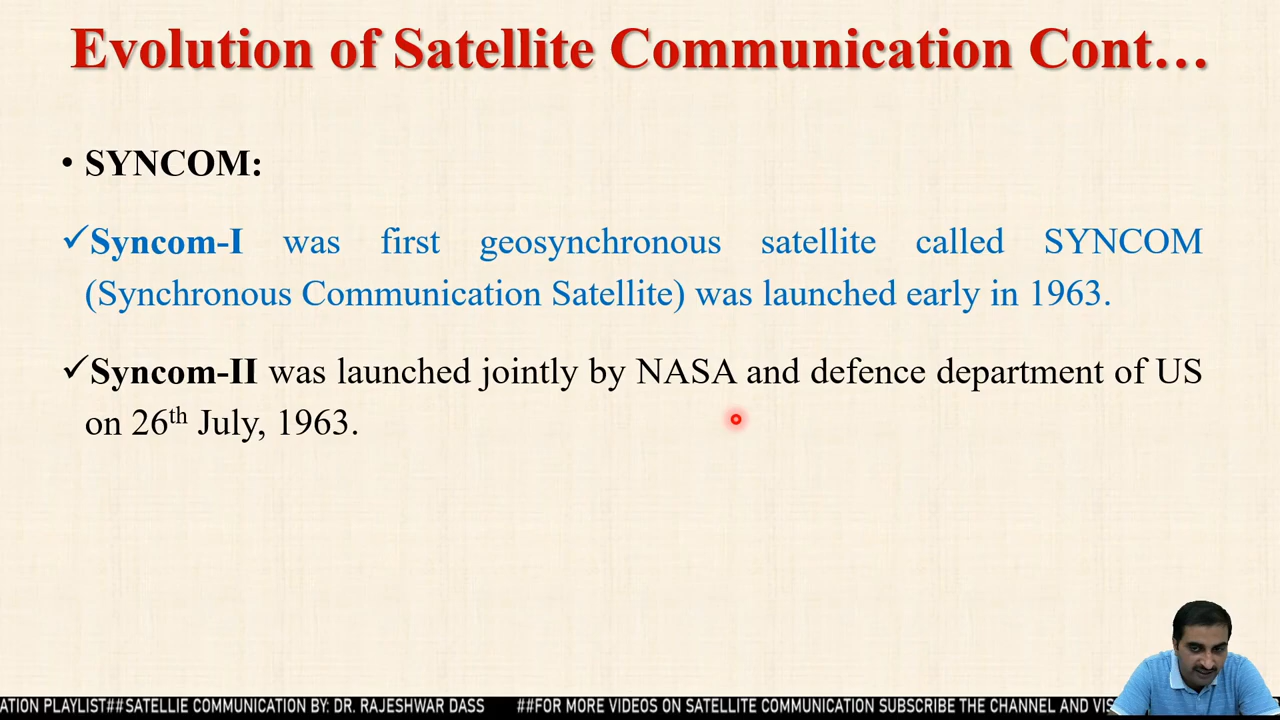 Evolution of Satellite Communication Cont…
• SYNCOM:
✓Syncom-I was first geosynchronous satellite called SYNCOM
(Synchronous Communication Satellite) was launched early in 1963.
✓Syncom-II was launched jointly by NASA and defence department of US
on 26th July, 1963.
ATION PLAYLIST##SATELLIE COMMUNICATION BY: DR. RAJESHWAR DASS ##FOR MORE VIDEOS ON SATELLITE COMMUNICATION SUBSCRIBE THE CHANNEL AND VIS